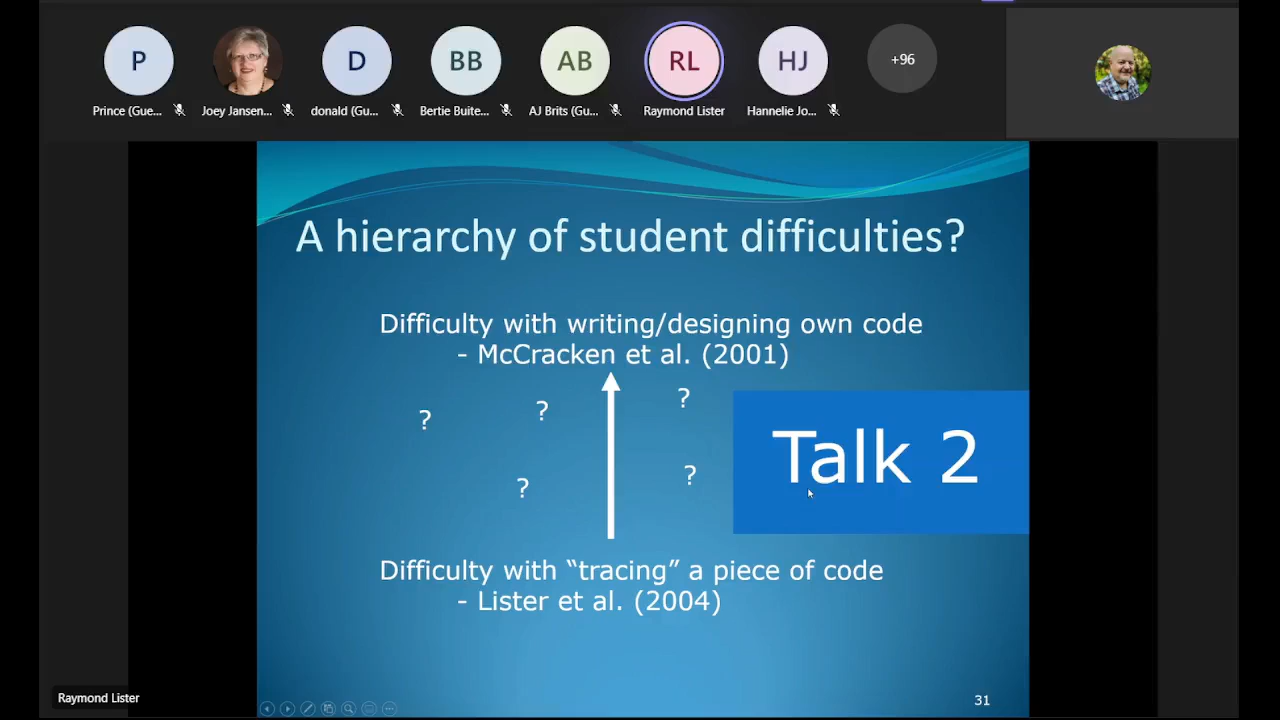 P
D
BB
AB
RL
HJ
+96
Prince (Gue...
Joey Jansen...
donald (Gu...
Bertie Buite...
AJ Brits (Gu...
Raymond Lister
Hannelie Jo...
A hierarchy of student difficulties?
Difficulty with writing/designing own code
- McCracken et al. (2001)
?
?
?
?
?
Talk 2
Difficulty with “tracing” a piece of code
- Lister et al. (2004)
Raymond Lister
31